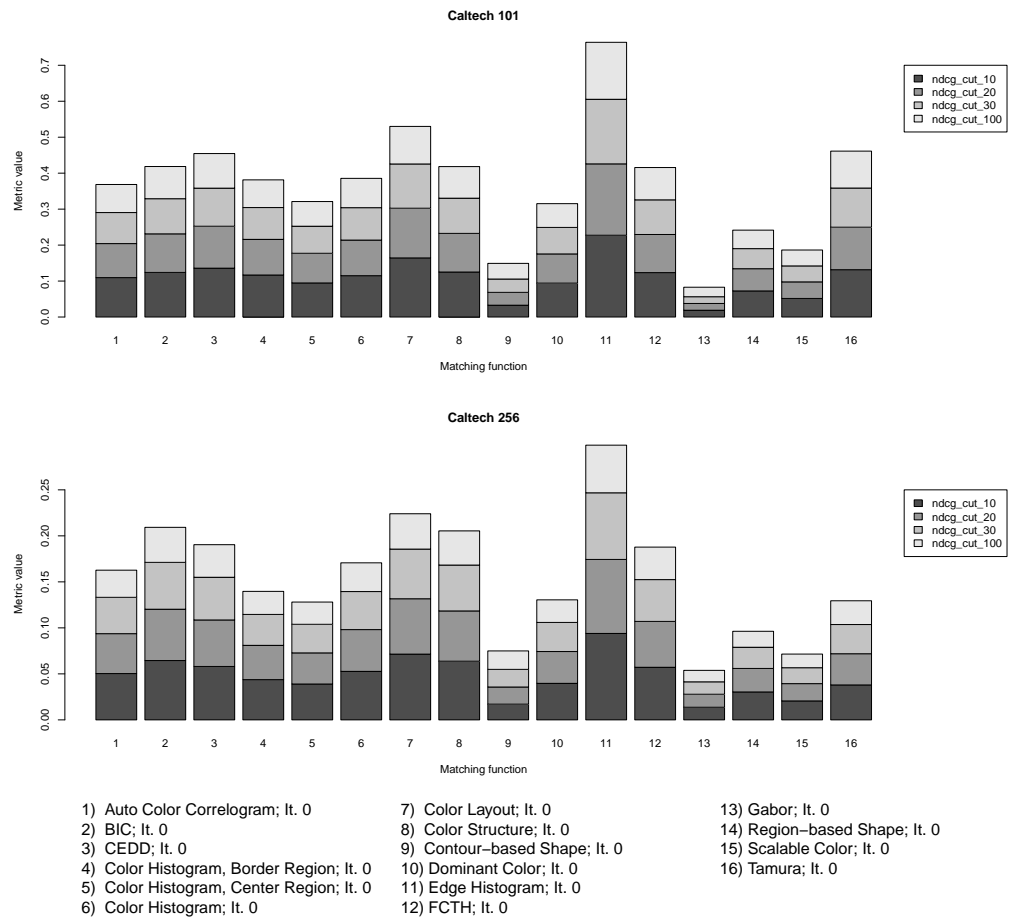 Caltech 101
0.7
0.6
0.5
0.4
0.3
0.2
0.1
0.0
Metric value
1 2 3 4 5 6 7 8 9 10 11 12 13 14 15 16
Matching function
ndcg_cut_10
ndcg_cut_20
ndcg_cut_30
ndcg_cut_100
Caltech 256
0.25
0.20
0.15
0.10
0.05
0.00
Metric value
1 2 3 4 5 6 7 8 9 10 11 12 13 14 15 16
Matching function
ndcg_cut_10
ndcg_cut_20
ndcg_cut_30
ndcg_cut_100
1) Auto Color Correlogram; It. 0
2) BIC; It. 0
3) CEDD; It. 0
4) Color Histogram, Border Region; It. 0
5) Color Histogram, Center Region; It. 0
6) Color Histogram; It. 0
7) Color Layout; It. 0
8) Color Structure; It. 0
9) Contour−based Shape; It. 0
10) Dominant Color; It. 0
11) Edge Histogram; It. 0
12) FCTH; It. 0
13) Gabor; It. 0
14) Region−based Shape; It. 0
15) Scalable Color; It. 0
16) Tamura; It. 0